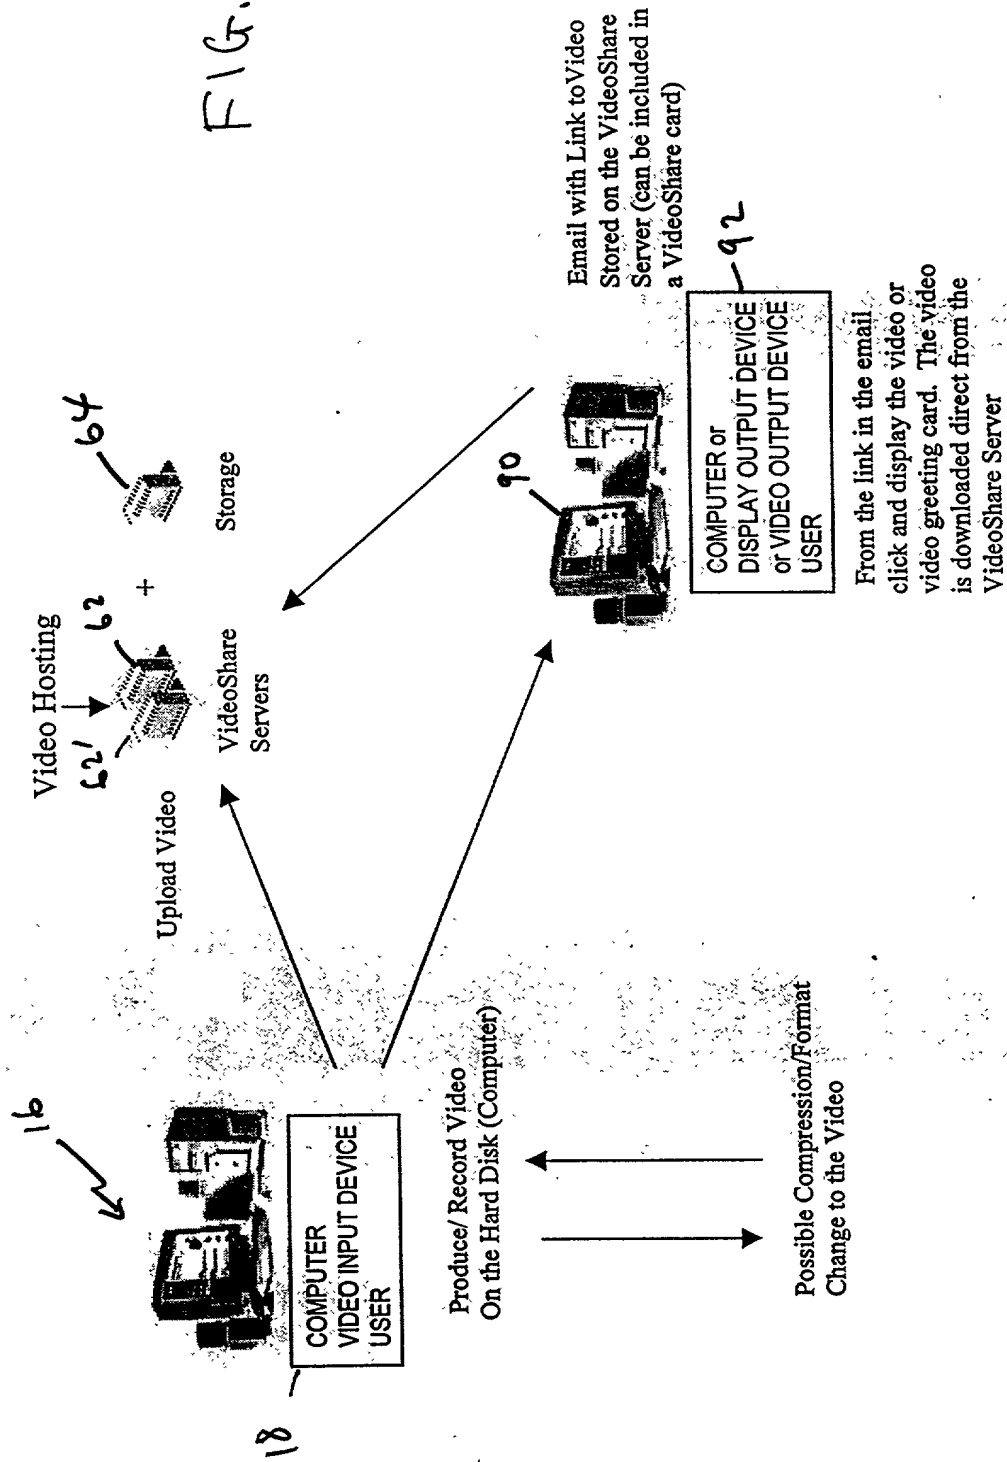 FIG.
16
18
COMPUTER
VIDEO INPUT DEVICE
USER
Produce/ Record Video
On the Hard Disk (Computer)
Possible Compression/Format
Change to the Video
Upload Video
Video Hosting
62'
62
+
64
VideoShare
Servers
Storage
90
Email with Link to Video
Stored on the VideoShare
Server (can be included in
a VideoShare card)
92
COMPUTER or
DISPLAY OUTPUT DEVICE
or VIDEO OUTPUT DEVICE
USER
From the link in the email
click and display the video or
video greeting card. The video
is downloaded direct from the
VideoShare Server